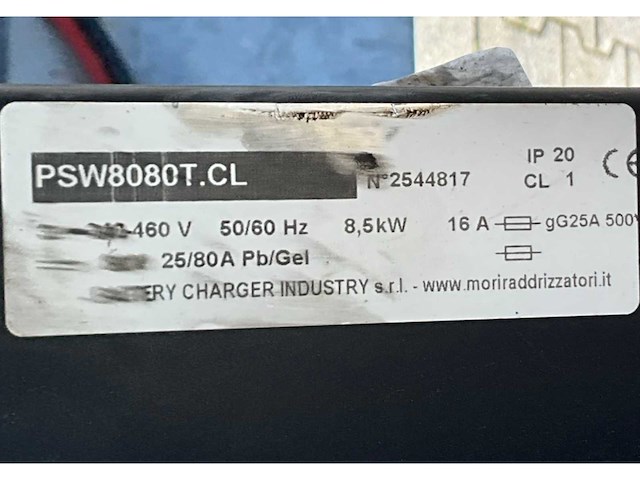 PSW8080T.CL
N°2544817
IP 20
CL 1
CE
460 V 50/60 Hz 8,5kW 16 A gG25A 500V
25/80A Pb/Gel
CHARGER INDUSTRY s.r.l. - www.moriraddrizzatori.it